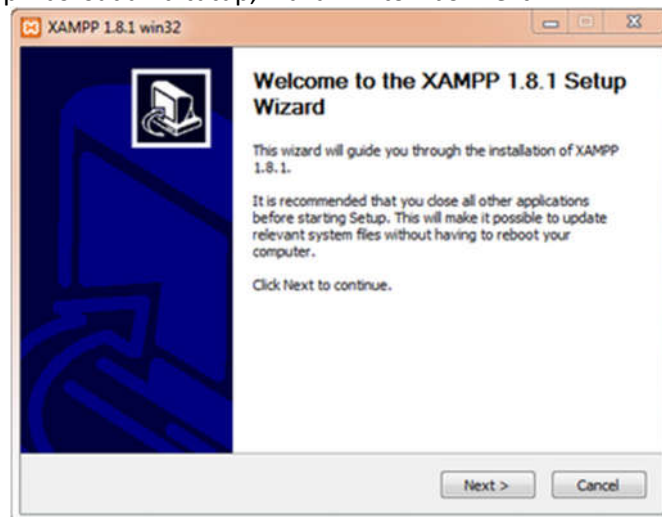 XAMPP 1.8.1 win32
Welcome to the XAMPP 1.8.1 Setup
Wizard
This wizard will guide you through the installation of XAMPP
1.8.1.
It is recommended that you close all other applications
before starting Setup. This will make it possible to update
relevant system files without having to reboot your
computer.
Click Next to continue.
Next >
Cancel